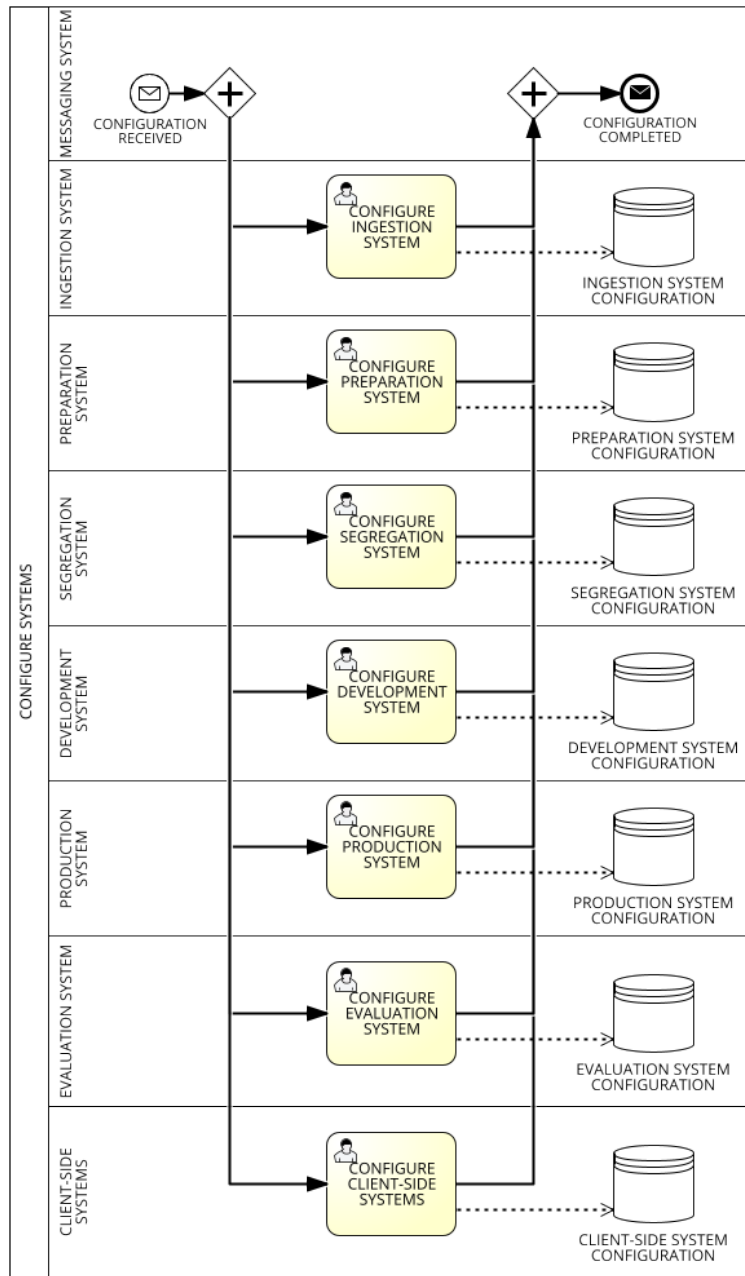 CONFIGURE SYSTEMS
MESSAGING SYSTEM
CONFIGURATION
RECEIVED
CONFIGURATION
COMPLETED
INGESTION SYSTEM
CONFIGURE
INGESTION
SYSTEM
INGESTION SYSTEM
CONFIGURATION
PREPARATION
SYSTEM
CONFIGURE
PREPARATION
SYSTEM
PREPARATION SYSTEM
CONFIGURATION
SEGREGATION
SYSTEM
CONFIGURE
SEGREGATION
SYSTEM
SEGREGATION SYSTEM
CONFIGURATION
DEVELOPMENT
SYSTEM
CONFIGURE
DEVELOPMENT
SYSTEM
DEVELOPMENT SYSTEM
CONFIGURATION
PRODUCTION
SYSTEM
CONFIGURE
PRODUCTION
SYSTEM
PRODUCTION SYSTEM
CONFIGURATION
EVALUATION SYSTEM
CONFIGURE
EVALUATION
SYSTEM
EVALUATION SYSTEM
CONFIGURATION
CLIENT-SIDE
SYSTEMS
CONFIGURE
CLIENT-SIDE
SYSTEMS
CLIENT-SIDE SYSTEM
CONFIGURATION